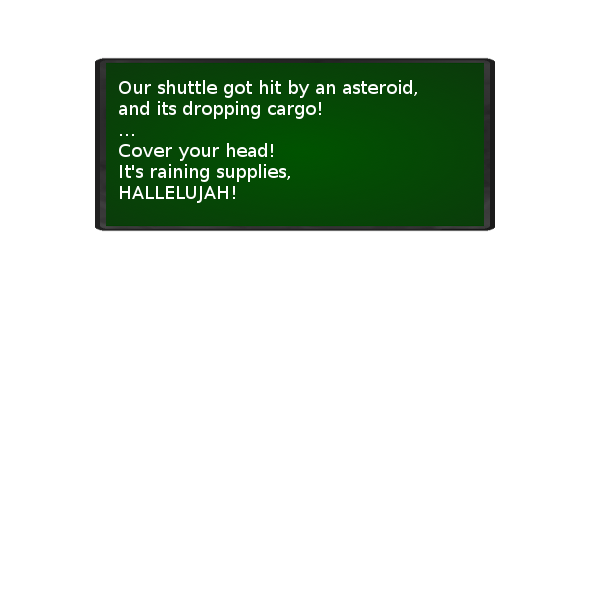 Our shuttle got hit by an asteroid,
and its dropping cargo!
...
Cover your head!
It's raining supplies,
HALLELUJAH!